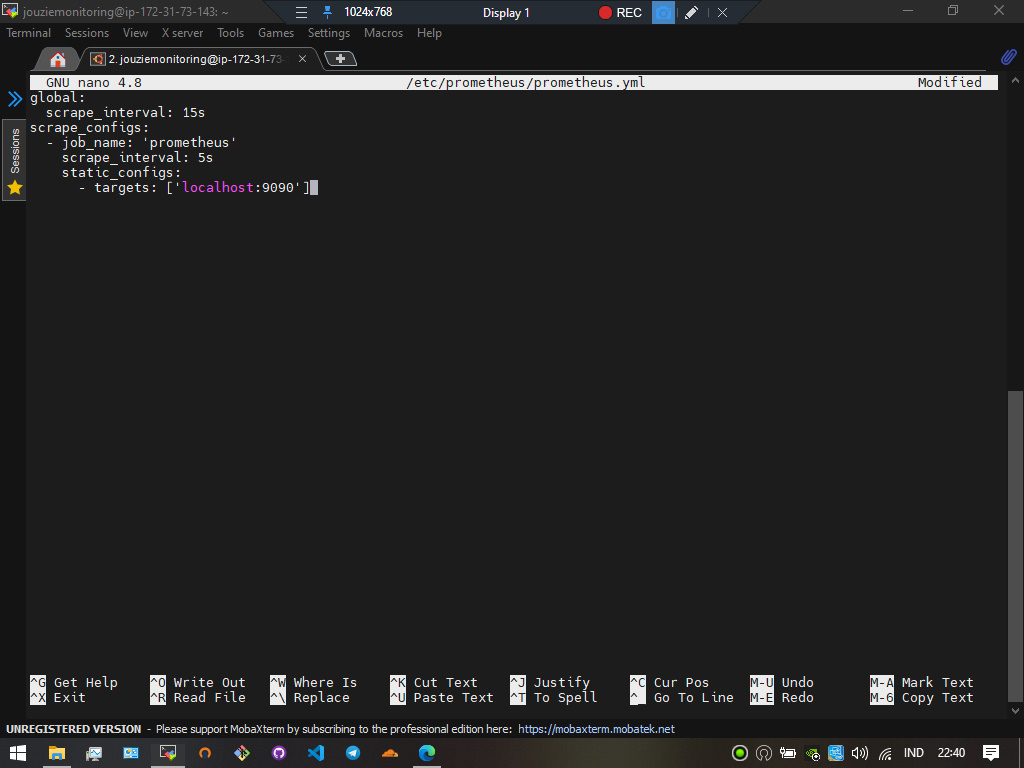 jouziemonitoring@ip-172-31-73-143: ~
1024x768
Display 1
REC
Terminal Sessions View X server Tools Games Settings Macros Help
2. jouziemonitoring@ip-172-31-73-
Sessions
GNU nano 4.8 /etc/prometheus/prometheus.yml Modified
global:
  scrape_interval: 15s
scrape_configs:
  - job_name: 'prometheus'
    scrape_interval: 5s
    static_configs:
      - targets: ['localhost:9090']
^G Get Help ^O Write Out ^W Where Is ^K Cut Text ^J Justify ^C Cur Pos M-U Undo M-A Mark Text
^X Exit ^R Read File ^\ Replace ^U Paste Text ^T To Spell ^_ Go To Line M-E Redo M-6 Copy Text
UNREGISTERED VERSION - Please support MobaXterm by subscribing to the professional edition here: https://mobaxterm.mobatek.net
IND 22:40